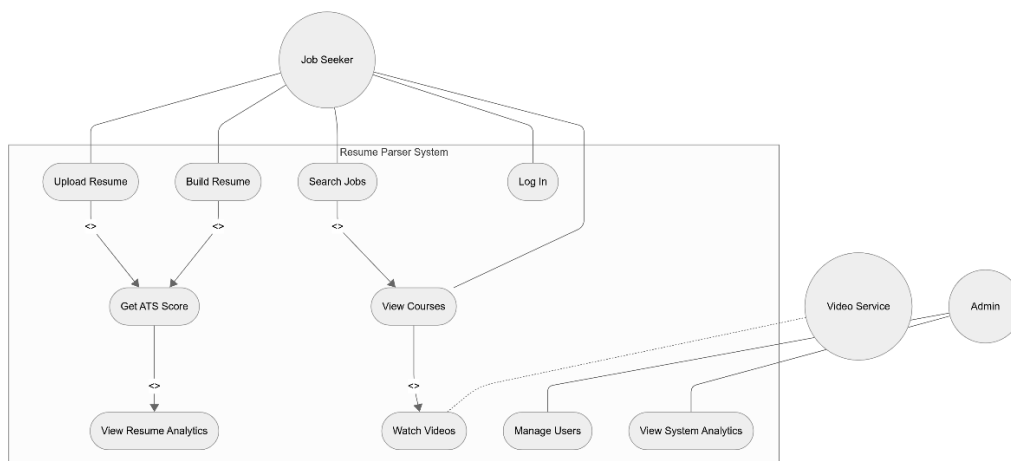 Job Seeker
Resume Parser System
Upload Resume
Build Resume
Search Jobs
Log In
<>
<>
<>
Get ATS Score
View Courses
Video Service
Admin
<>
<>
View Resume Analytics
Watch Videos
Manage Users
View System Analytics